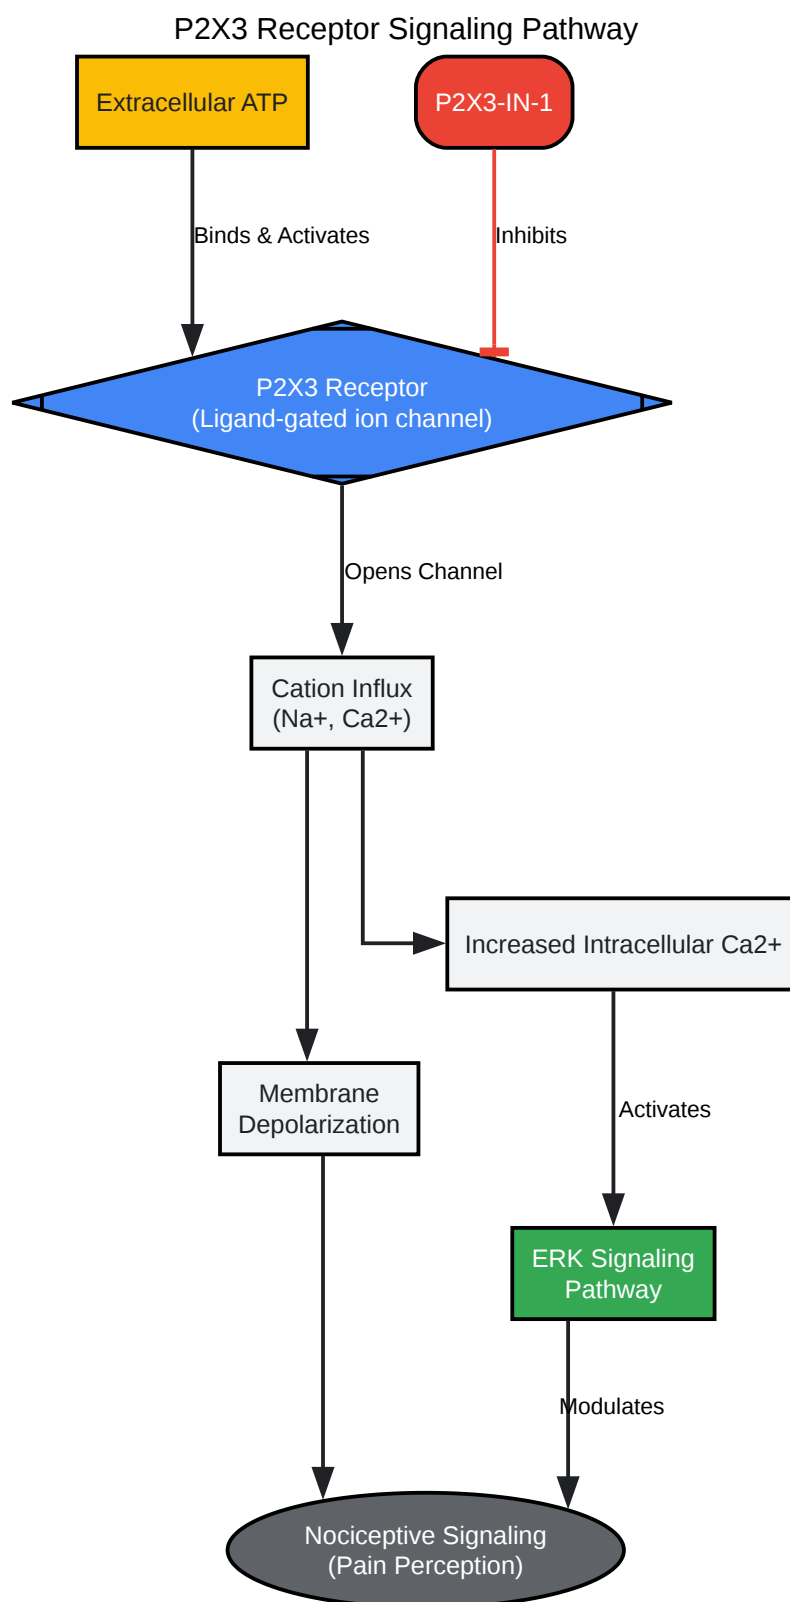 P2X3 Receptor Signaling Pathway
Extracellular ATP
P2X3-IN-1
Binds & Activates
Inhibits
P2X3 Receptor
(Ligand-gated ion channel)
Opens Channel
Cation Influx
(Na+, Ca2+)
Increased Intracellular Ca2+
Membrane
Depolarization
Activates
ERK Signaling
Pathway
Modulates
Nociceptive Signaling
(Pain Perception)